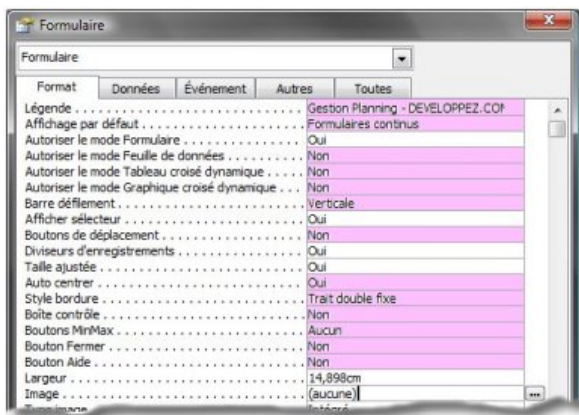 Formulaire
Formulaire
Format Données Événement Autres Toutes
Légende . . . . . . . . . . . . . . . . . . . . . . . . . . . . . . Gestion Planning - DEVELOPPEZ.COM
Affichage par défaut . . . . . . . . . . . . . . . . . . . . . Formulaires continus
Autoriser le mode Formulaire . . . . . . . . . . . . . . . Oui
Autoriser le mode Feuille de données . . . . . . . . . . Non
Autoriser le mode Tableau croisé dynamique . . . . . Non
Autoriser le mode Graphique croisé dynamique . . . Non
Barre défilement . . . . . . . . . . . . . . . . . . . . . . . . Verticale
Afficher sélecteur . . . . . . . . . . . . . . . . . . . . . . . Oui
Boutons de déplacement . . . . . . . . . . . . . . . . . . . Non
Diviseurs d'enregistrements . . . . . . . . . . . . . . . . Oui
Taille ajustée . . . . . . . . . . . . . . . . . . . . . . . . . . Oui
Auto centrer . . . . . . . . . . . . . . . . . . . . . . . . . . . Oui
Style bordure . . . . . . . . . . . . . . . . . . . . . . . . . . Trait double fixe
Boîte contrôle . . . . . . . . . . . . . . . . . . . . . . . . . . Non
Boutons MinMax . . . . . . . . . . . . . . . . . . . . . . . . . Aucun
Bouton Fermer . . . . . . . . . . . . . . . . . . . . . . . . . . Non
Bouton Aide . . . . . . . . . . . . . . . . . . . . . . . . . . . . Non
Largeur . . . . . . . . . . . . . . . . . . . . . . . . . . . . . . 14,898cm
Image . . . . . . . . . . . . . . . . . . . . . . . . . . . . . . . (aucune)
Type image Intégré